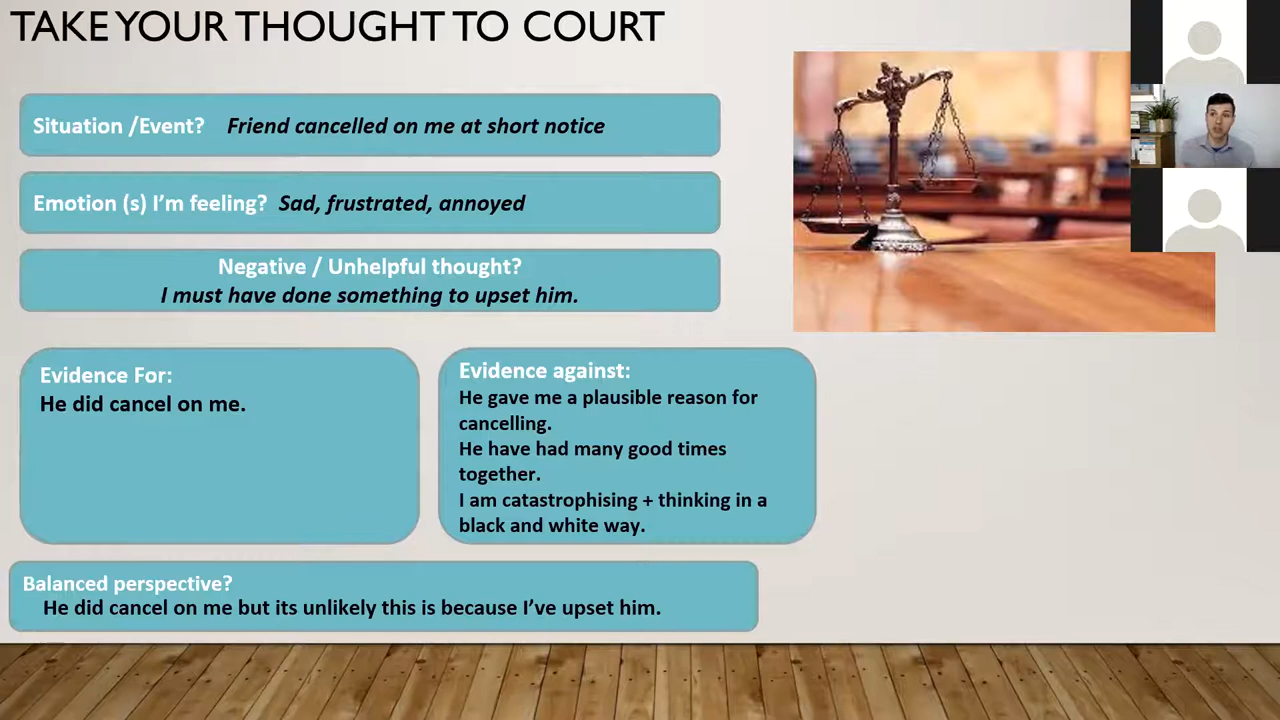 TAKE YOUR THOUGHT TO COURT
Situation /Event? Friend cancelled on me at short notice
Emotion (s) I'm feeling? Sad, frustrated, annoyed
Negative / Unhelpful thought?
I must have done something to upset him.
Evidence For:
He did cancel on me.
Evidence against:
He gave me a plausible reason for
cancelling.
He have had many good times
together.
I am catastrophising + thinking in a
black and white way.
Balanced perspective?
He did cancel on me but its unlikely this is because I've upset him.